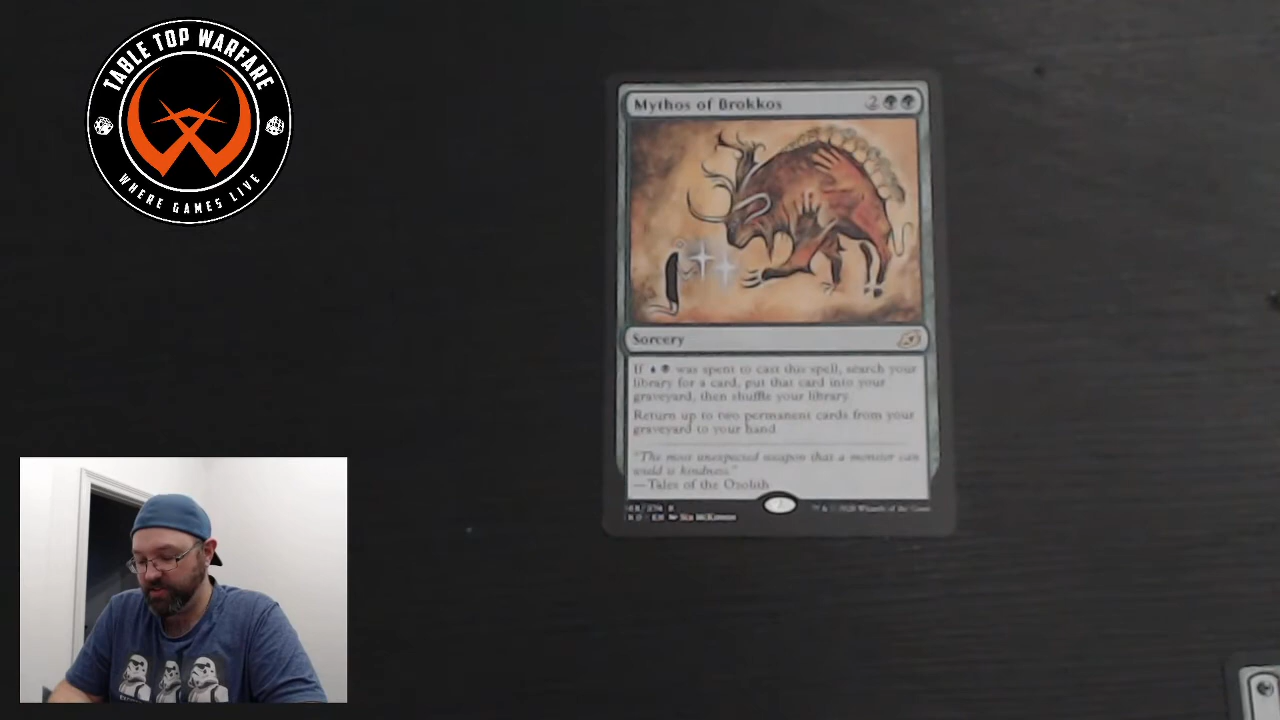 TABLE TOP WARFARE
WHERE GAMES LIVE
Mythos of Brokkos
2
Sorcery
If was spent to cast this spell, search your
library for a card, put that card into your
graveyard, then shuffle your library.
Return up to two permanent cards from your
graveyard to your hand.
"The most unexpected weapon that a monster can
wield is kindness."
—Tales of the Ozolith